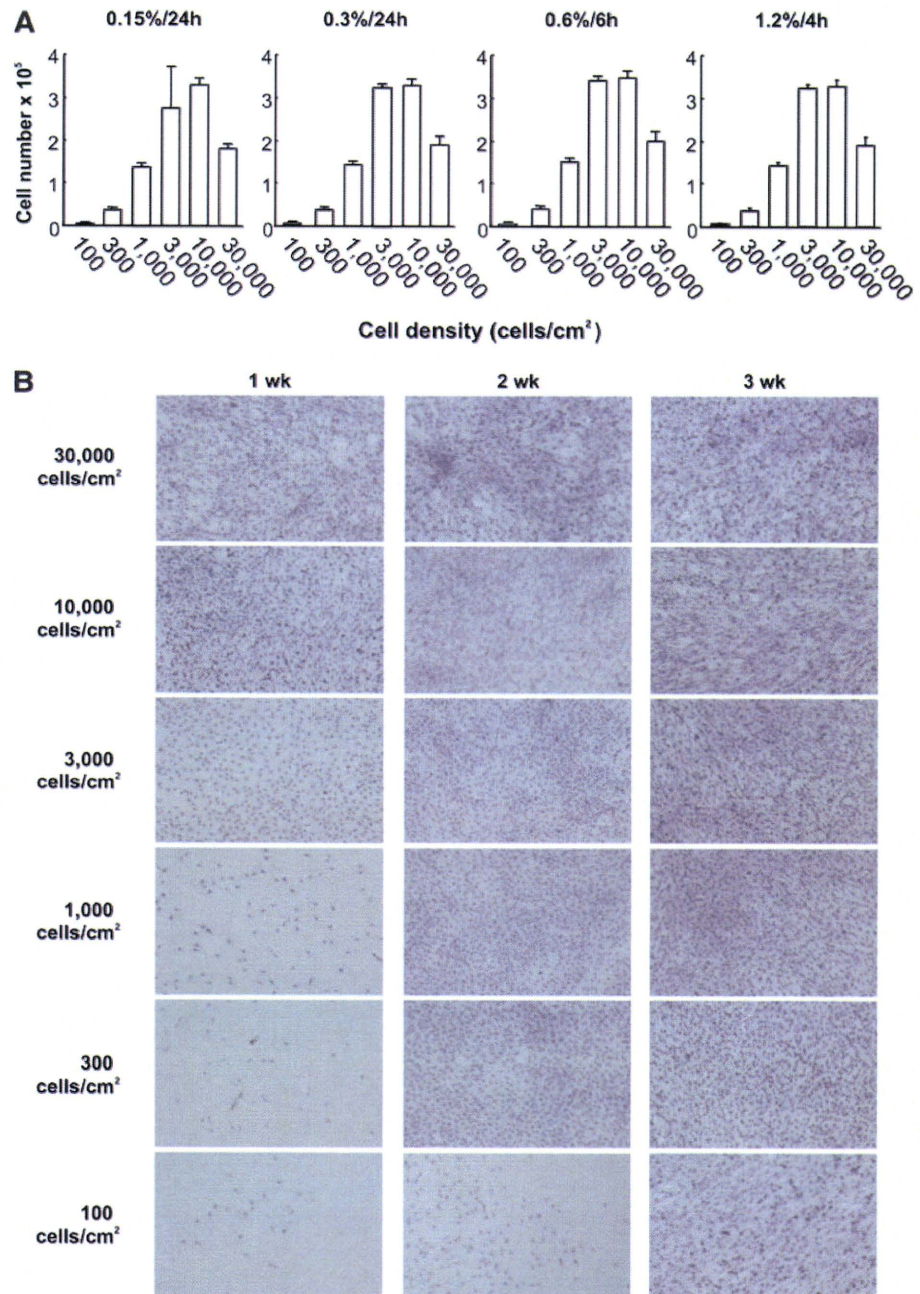 A
0.15%/24h 0.3%/24h 0.6%/6h 1.2%/4h
Cell number x 10⁵
4 4 4 4
3 3 3 3
2 2 2 2
1 1 1 1
0 0 0 0
100 300 1,000 3,000 10,000 30,000 100 300 1,000 3,000 10,000 30,000 100 300 1,000 3,000 10,000 30,000 100 300 1,000 3,000 10,000 30,000
Cell density (cells/cm²)
B
1 wk 2 wk 3 wk
30,000
cells/cm²
10,000
cells/cm²
3,000
cells/cm²
1,000
cells/cm²
300
cells/cm²
100
cells/cm²